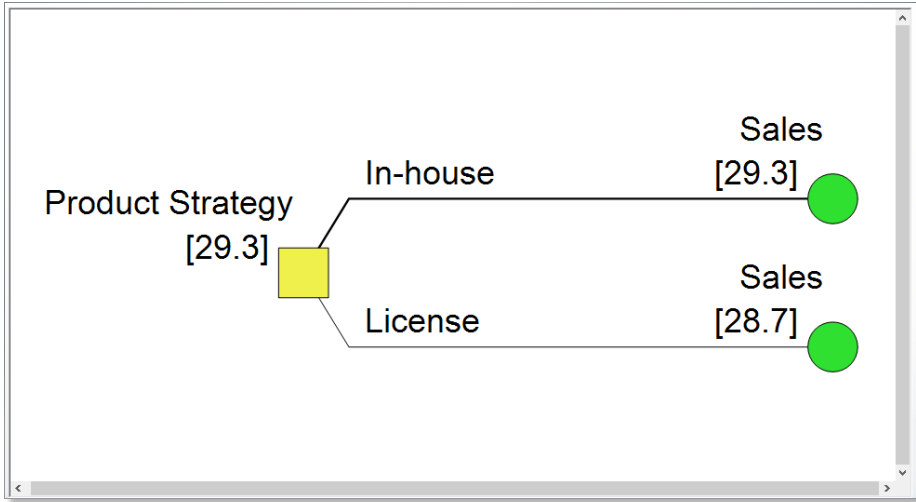 Sales
In-house
[29.3]
Product Strategy
[29.3]
Sales
License
[28.7]